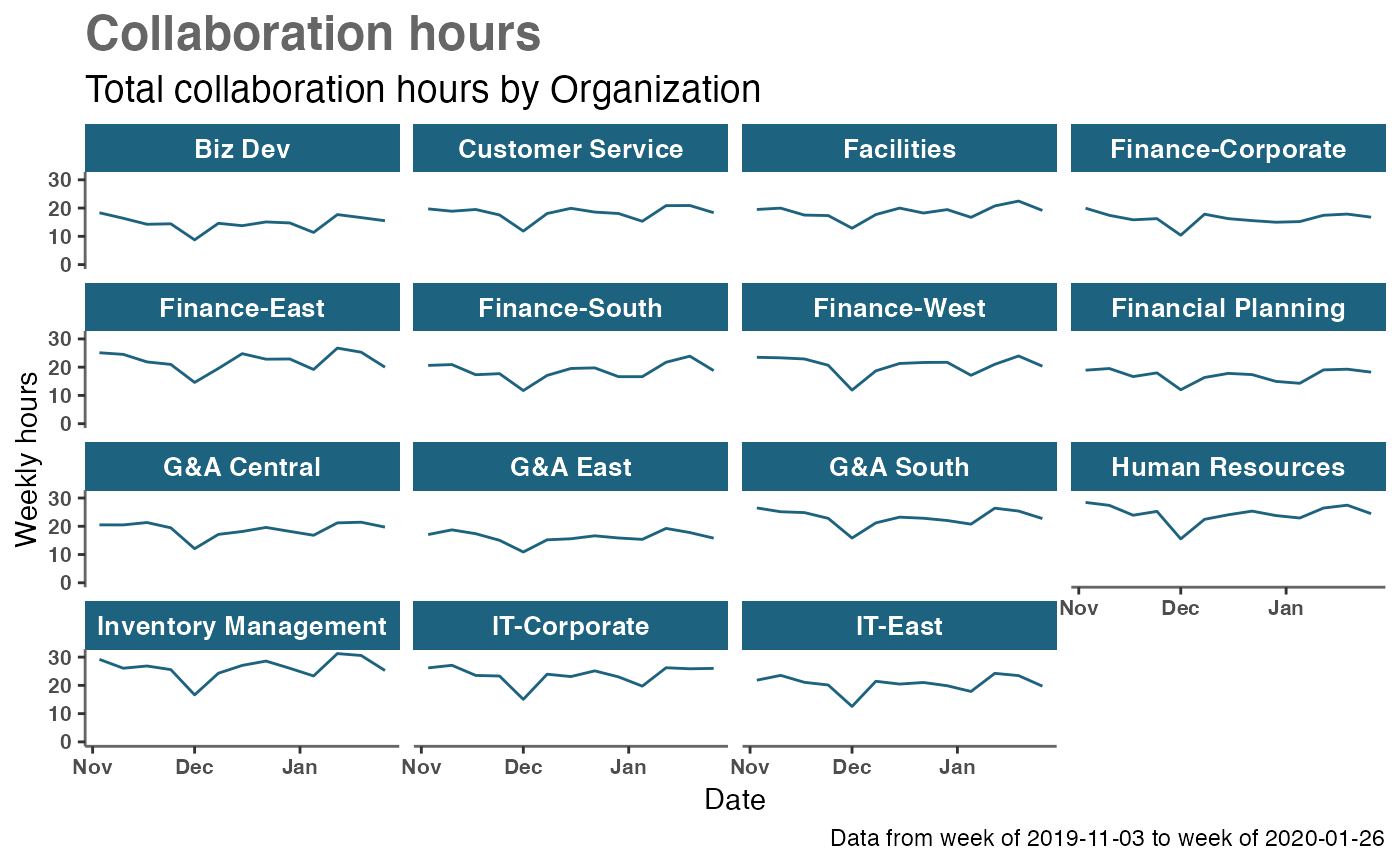 Collaboration hours
Total collaboration hours by Organization
Biz Dev
Customer Service
Facilities
Finance-Corporate
30
20
10
0
Finance-East
Finance-South
Finance-West
Financial Planning
30
20
10
0
Weekly hours
G&A Central
G&A East
G&A South
Human Resources
30
20
10
0
Nov Dec Jan
Inventory Management
IT-Corporate
IT-East
30
20
10
0
Nov Dec Jan
Nov Dec Jan
Nov Dec Jan
Date
Data from week of 2019-11-03 to week of 2020-01-26